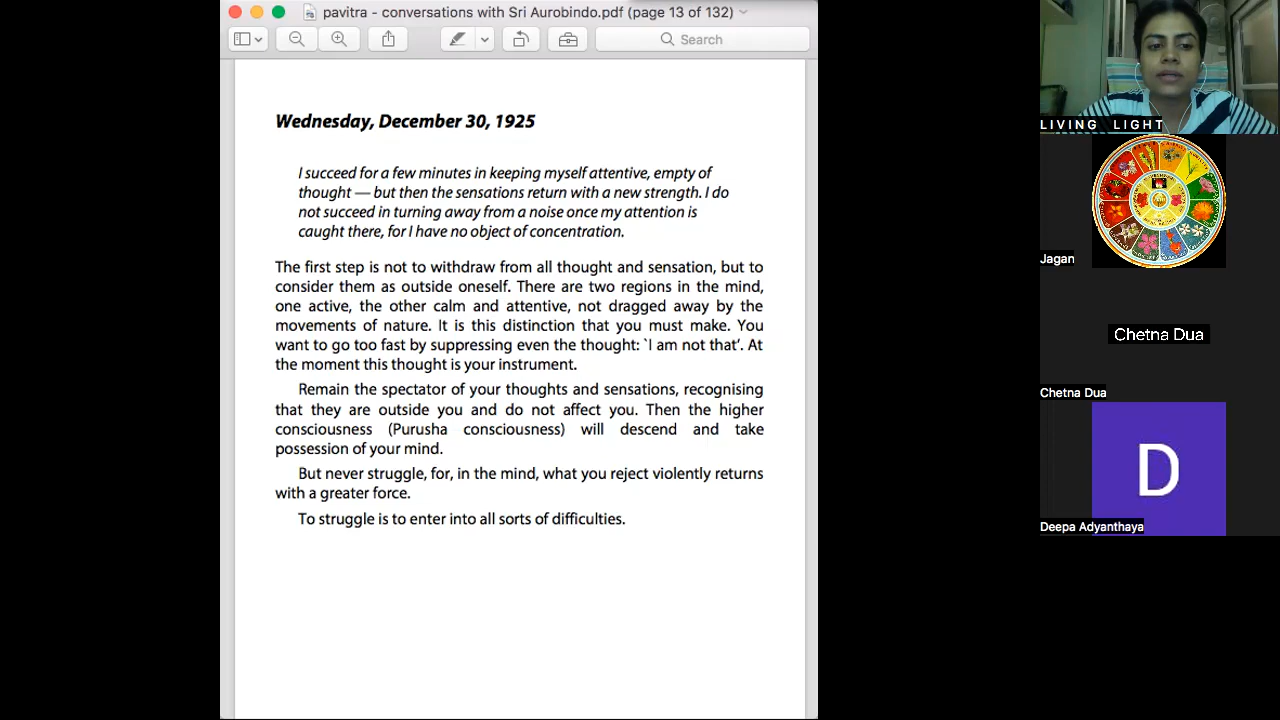 pavitra - conversations with Sri Aurobindo.pdf (page 13 of 132)
Search
Wednesday, December 30, 1925
I succeed for a few minutes in keeping myself attentive, empty of
thought — but then the sensations return with a new strength. I do
not succeed in turning away from a noise once my attention is
caught there, for I have no object of concentration.
The first step is not to withdraw from all thought and sensation, but to
consider them as outside oneself. There are two regions in the mind,
one active, the other calm and attentive, not dragged away by the
movements of nature. It is this distinction that you must make. You
want to go too fast by suppressing even the thought: `I am not that’. At
the moment this thought is your instrument.
Remain the spectator of your thoughts and sensations, recognising
that they are outside you and do not affect you. Then the higher
consciousness (Purusha consciousness) will descend and take
possession of your mind.
But never struggle, for, in the mind, what you reject violently returns
with a greater force.
To struggle is to enter into all sorts of difficulties.
LIVING LIGHT
Jagan
Chetna Dua
Chetna Dua
D
Deepa Adyanthaya